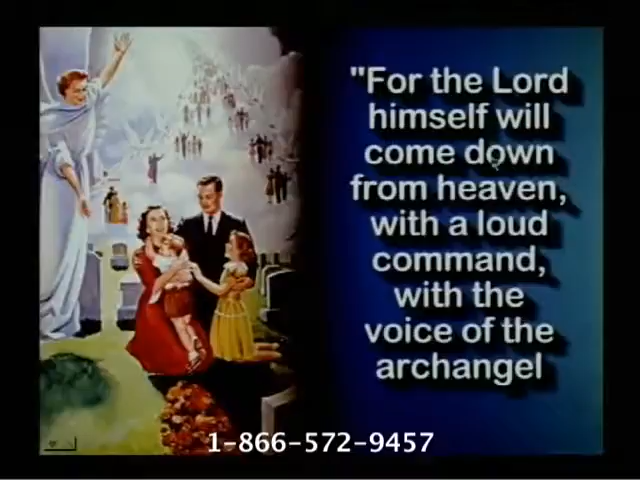 "For the Lord
himself will
come down
from heaven,
with a loud
command,
with the
voice of the
archangel
1-866-572-9457